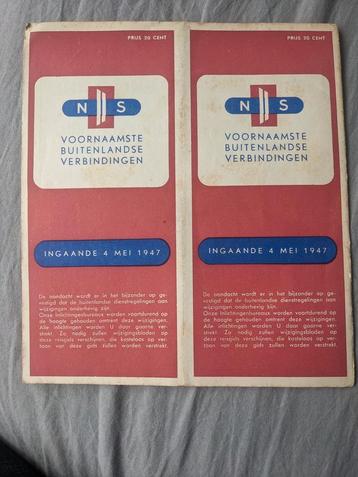 PRIJS 20 CENT
NS
VOORNAAMSTE
BUITENLANDSE
VERBINDINGEN
INGAANDE 4 MEI 1947
De aandacht wordt er in het bijzonder op ge-
vestigd dat de buitenlandse dienstregelingen aan
wijzigingen onderhevig zijn.
Onze Inlichtingenbureaux worden voortdurend op
de hoogte gehouden omtrent deze wijzigingen.
Alle inlichtingen worden U daar gaarne ver-
strekt. Zo nodig zullen wijzigingsbladen op
deze reisgids verschijnen, die kosteloos op ver-
toon van deze gids zullen worden verstrekt.
PRIJS 20 CENT
NS
VOORNAAMSTE
BUITENLANDSE
VERBINDINGEN
INGAANDE 4 MEI 1947
De aandacht wordt er in het bijzonder op ge-
vestigd dat de buitenlandse dienstregelingen aan
wijzigingen onderhevig zijn.
Onze Inlichtingenbureaux worden voortdurend op
de hoogte gehouden omtrent deze wijzigingen.
Alle inlichtingen worden U daar gaarne ver-
strekt. Zo nodig zullen wijzigingsbladen op
deze reisgids verschijnen, die kosteloos op ver-
toon van deze gids zullen worden verstrekt.